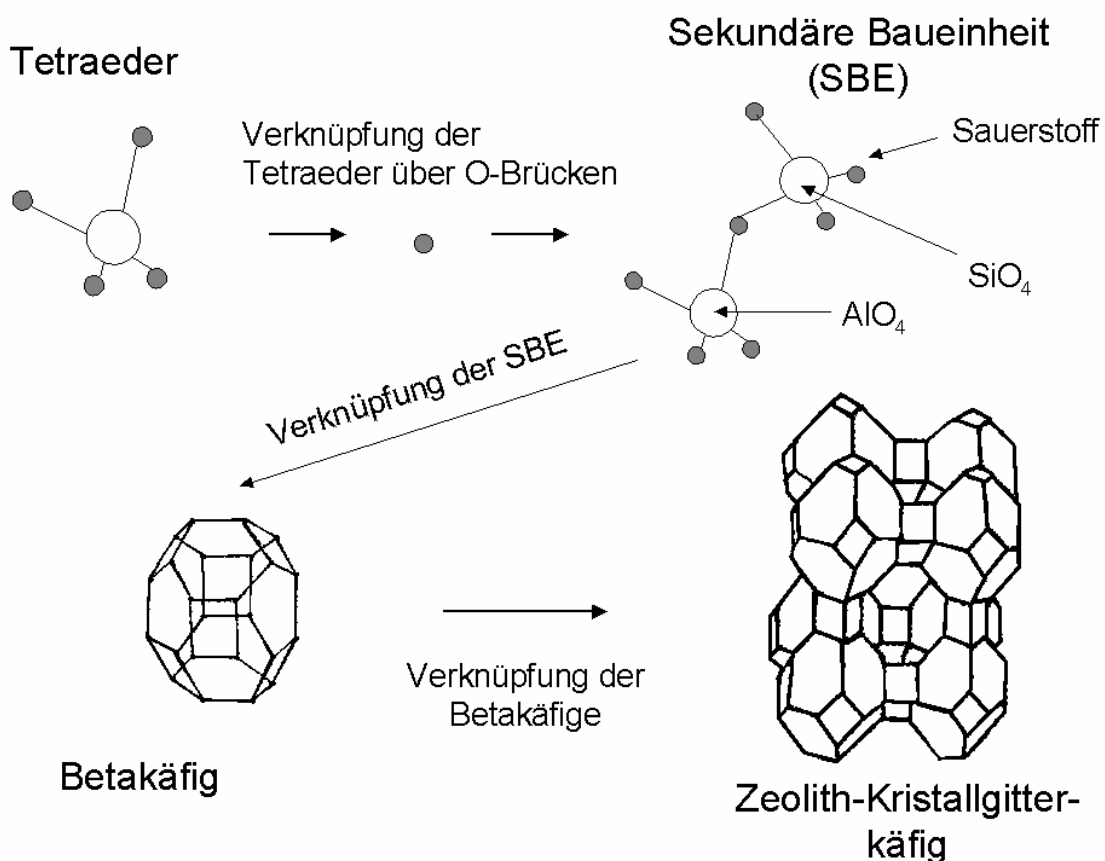 Tetraeder
Sekundäre Baueinheit
(SBE)
Verknüpfung der
Tetraeder über O-Brücken
Sauerstoff
SiO₄
AlO₄
Verknüpfung der SBE
Verknüpfung der
Betakäfige
Betakäfig
Zeolith-Kristallgitter-
käfig